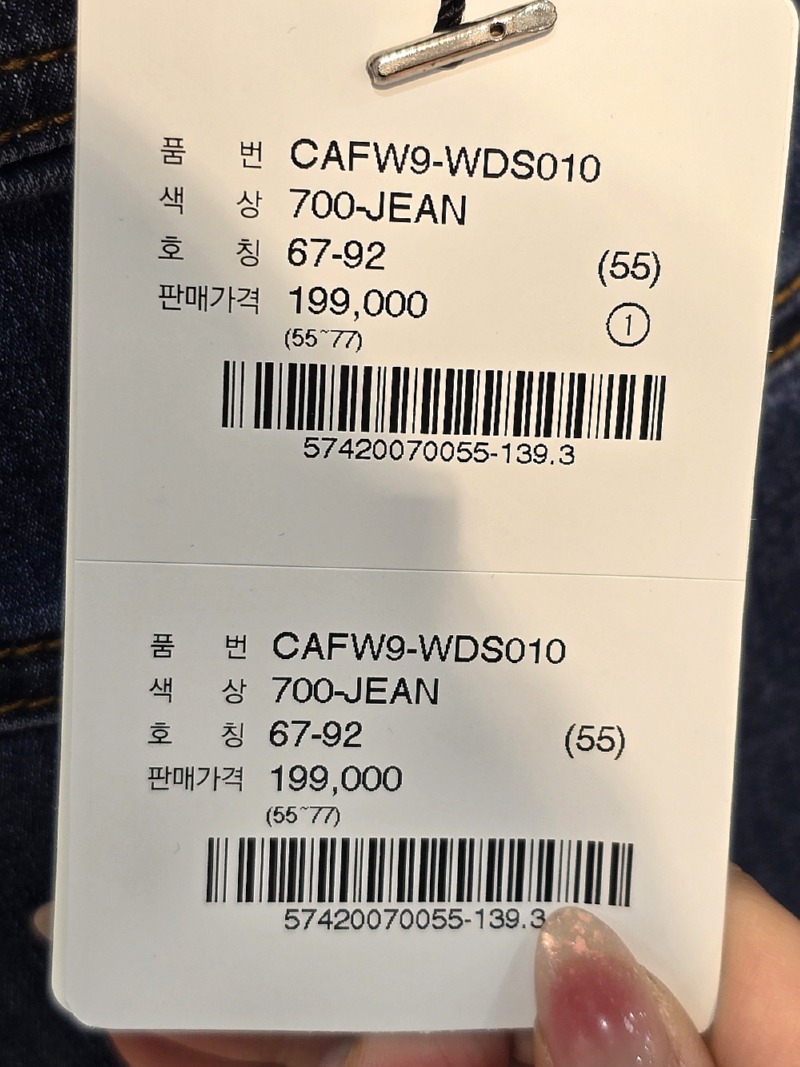 품 번 CAFW9-WDS010
색 상 700-JEAN
호 칭 67-92 (55)
판매가격 199,000 ①
(55~77)
57420070055-139.3
품 번 CAFW9-WDS010
색 상 700-JEAN
호 칭 67-92 (55)
판매가격 199,000
(55~77)
57420070055-139.3